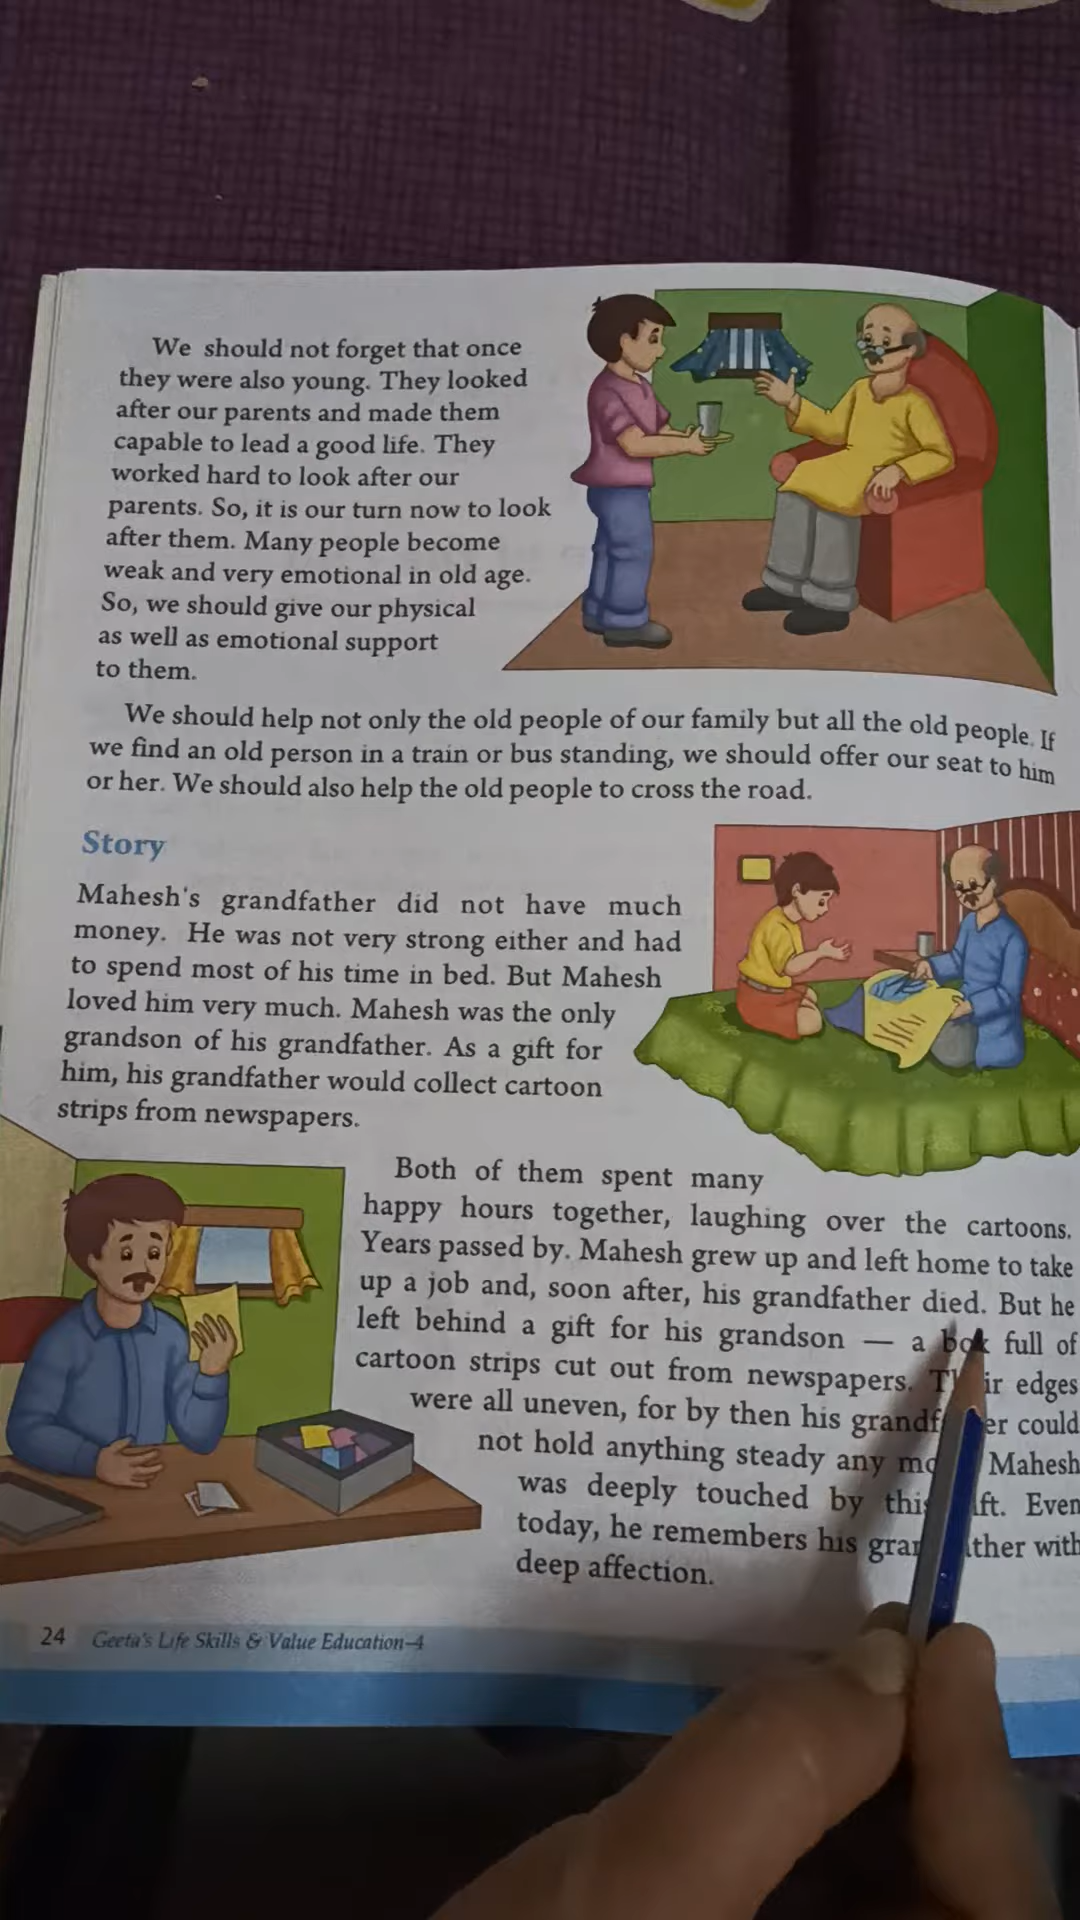 We should not forget that once
they were also young. They looked
after our parents and made them
capable to lead a good life. They
worked hard to look after our
parents. So, it is our turn now to look
after them. Many people become
weak and very emotional in old age.
So, we should give our physical
as well as emotional support
to them.
We should help not only the old people of our family but all the old people. If
we find an old person in a train or bus standing, we should offer our seat to him
or her. We should also help the old people to cross the road.
Story
Mahesh's grandfather did not have much
money. He was not very strong either and had
to spend most of his time in bed. But Mahesh
loved him very much. Mahesh was the only
grandson of his grandfather. As a gift for
him, his grandfather would collect cartoon
strips from newspapers.
Both of them spent many
happy hours together, laughing over the cartoons.
Years passed by. Mahesh grew up and left home to take
up a job and, soon after, his grandfather died. But he
left behind a gift for his grandson — a box full of
cartoon strips cut out from newspapers. Their edges
were all uneven, for by then his grandfather could
not hold anything steady any Mahesh
was deeply touched by this Even
today, he remembers his grandfather with
deep affection.
24 Geeta's Life Skills & Value Education-4